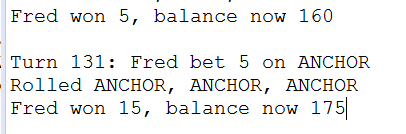 Fred won 5, balance now 160
Turn 131: Fred bet 5 on ANCHOR
Rolled ANCHOR, ANCHOR, ANCHOR
Fred won 15, balance now 175